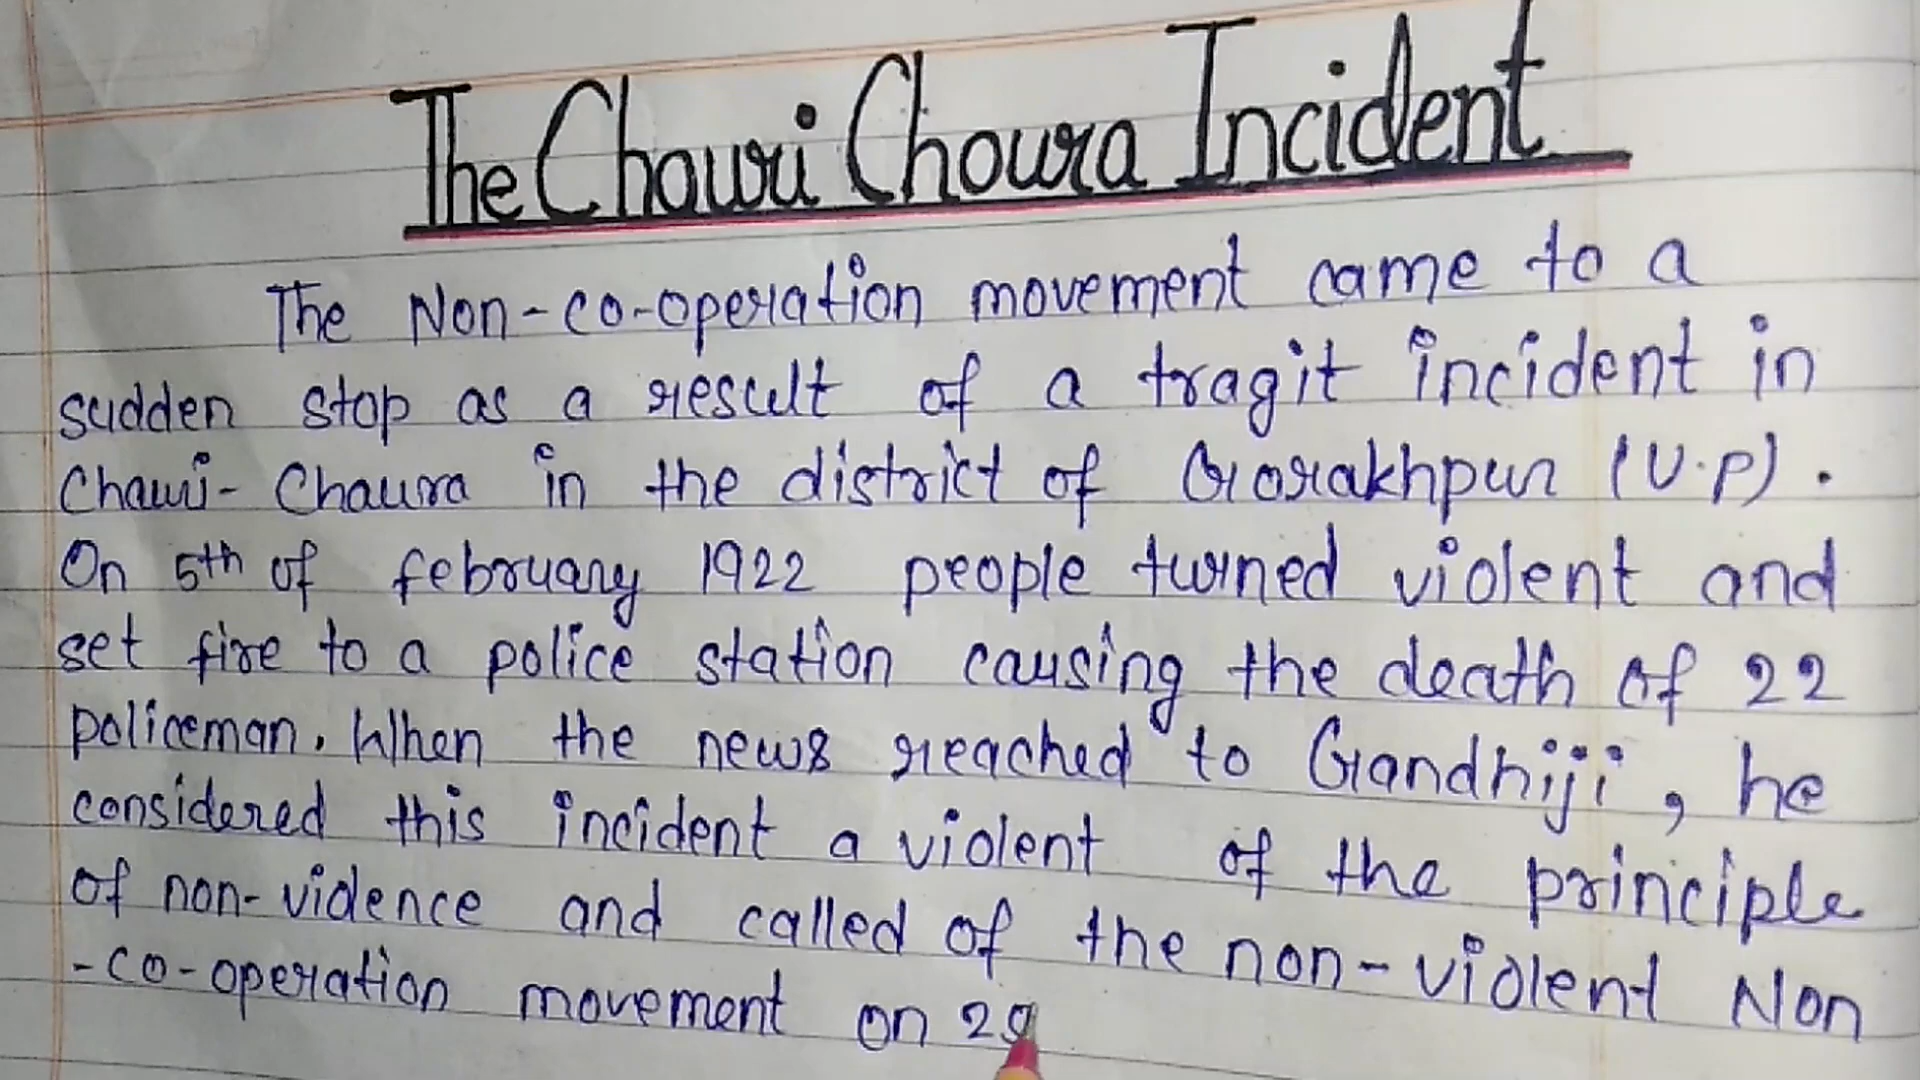 The Chauri Choura Incident
The Non-co-operation movement came to a
sudden stop as a result of a tragit incident in
Chauri-Chaura in the district of Gorakhpur (U.P).
On 5th of february 1922 people turned violent and
set fire to a police station causing the death of 22
policeman. When the news reached to Gandhiji, he
considered this incident a violent of the principle
of non-vidence and called of the non-violent Non
-co-operation movement on